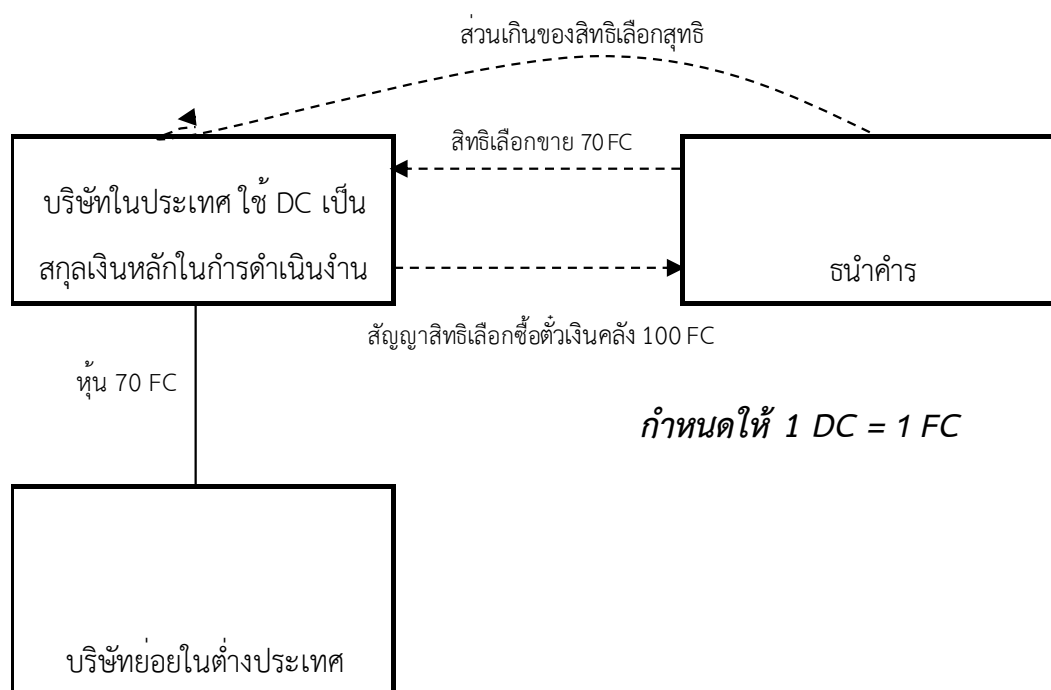 ส่วนเกินของสิทธิเลือกสุทธิ
สิทธิเลือกขาย 70 FC
บริษัทในประเทศ ใช้ DC เป็น
สกุลเงินหลักในกำรดำเนินงำน
ธนำคำร
สัญญาสิทธิเลือกซื้อตั๋วเงินคลัง 100 FC
หุ้น 70 FC
กำหนดให้ 1 DC = 1 FC
บริษัทย่อยในต่ำงประเทศ